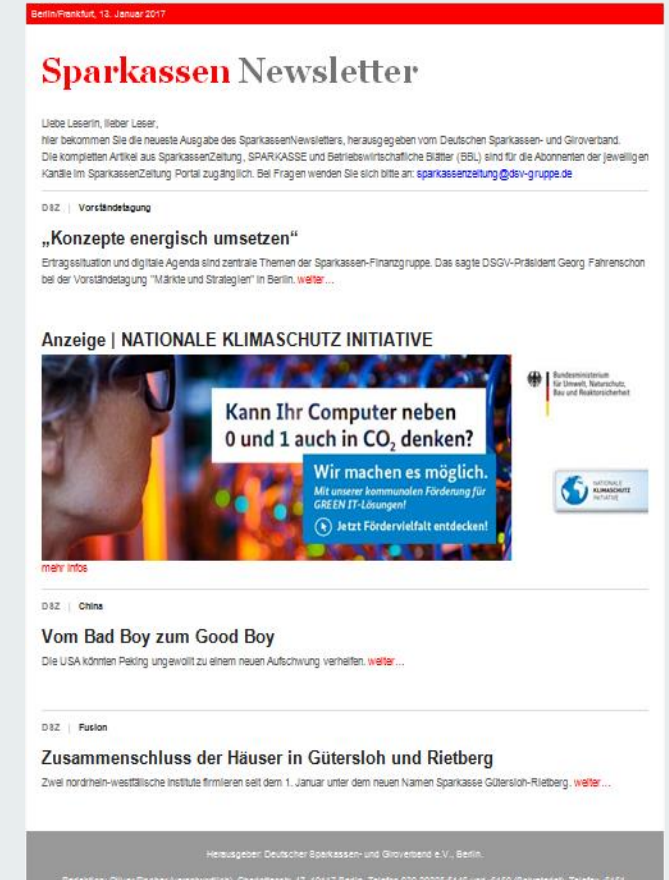 Berlin/Frankfurt, 13. Januar 2017
Sparkassen Newsletter
Liebe Leserin, lieber Leser,
hier bekommen Sie die neueste Ausgabe des SparkassenNewsletters, herausgegeben vom Deutschen Sparkassen- und Giroverband.
Die kompletten Artikel aus SparkassenZeitung, SPARKASSE und Betriebswirtschaftliche Blätter (BBL) sind für die Abonnenten der jeweiligen
Kanäle im SparkassenZeitung Portal zugänglich. Bei Fragen wenden Sie sich bitte an: sparkassenzeitung@dsv-gruppe.de
DSZ | Vorständetagung
„Konzepte energisch umsetzen“
Ertragssituation und digitale Agenda sind zentrale Themen der Sparkassen-Finanzgruppe. Das sagte DSGV-Präsident Georg Fahrenschon
bei der Vorständetagung "Märkte und Strategien" in Berlin. weiter...
Anzeige | NATIONALE KLIMASCHUTZ INITIATIVE
Kann Ihr Computer neben
0 und 1 auch in CO₂ denken?
Wir machen es möglich.
Mit unserer kommunalen Förderung für
GREEN IT-Lösungen!
Jetzt Fördervielfalt entdecken!
Bundesministerium
für Umwelt, Naturschutz,
Bau und Reaktorsicherheit
NATIONALE
KLIMASCHUTZ
INITIATIVE
mehr Infos
DSZ | China
Vom Bad Boy zum Good Boy
Die USA könnten Peking ungewollt zu einem neuen Aufschwung verhelfen. weiter...
DSZ | Fusion
Zusammenschluss der Häuser in Gütersloh und Rietberg
Zwei nordrhein-westfälische Institute firmieren seit dem 1. Januar unter dem neuen Namen Sparkasse Gütersloh-Rietberg. weiter...
Herausgeber: Deutscher Sparkassen- und Giroverband e.V., Berlin.